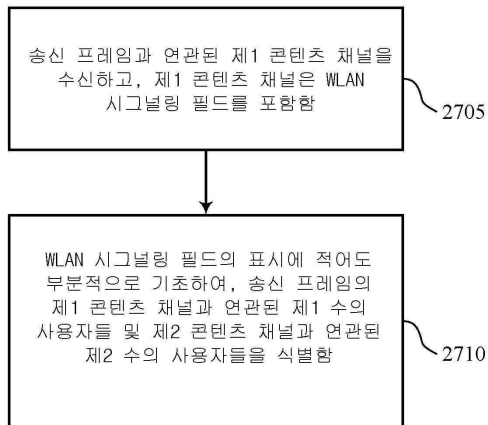 송신 프레임과 연관된 제1 콘텐츠 채널을
수신하고, 제1 콘텐츠 채널은 WLAN
시그널링 필드를 포함함
2705
WLAN 시그널링 필드의 표시에 적어도
부분적으로 기초하여, 송신 프레임의
제1 콘텐츠 채널과 연관된 제1 수의
사용자들 및 제2 콘텐츠 채널과 연관된
제2 수의 사용자들을 식별함
2710